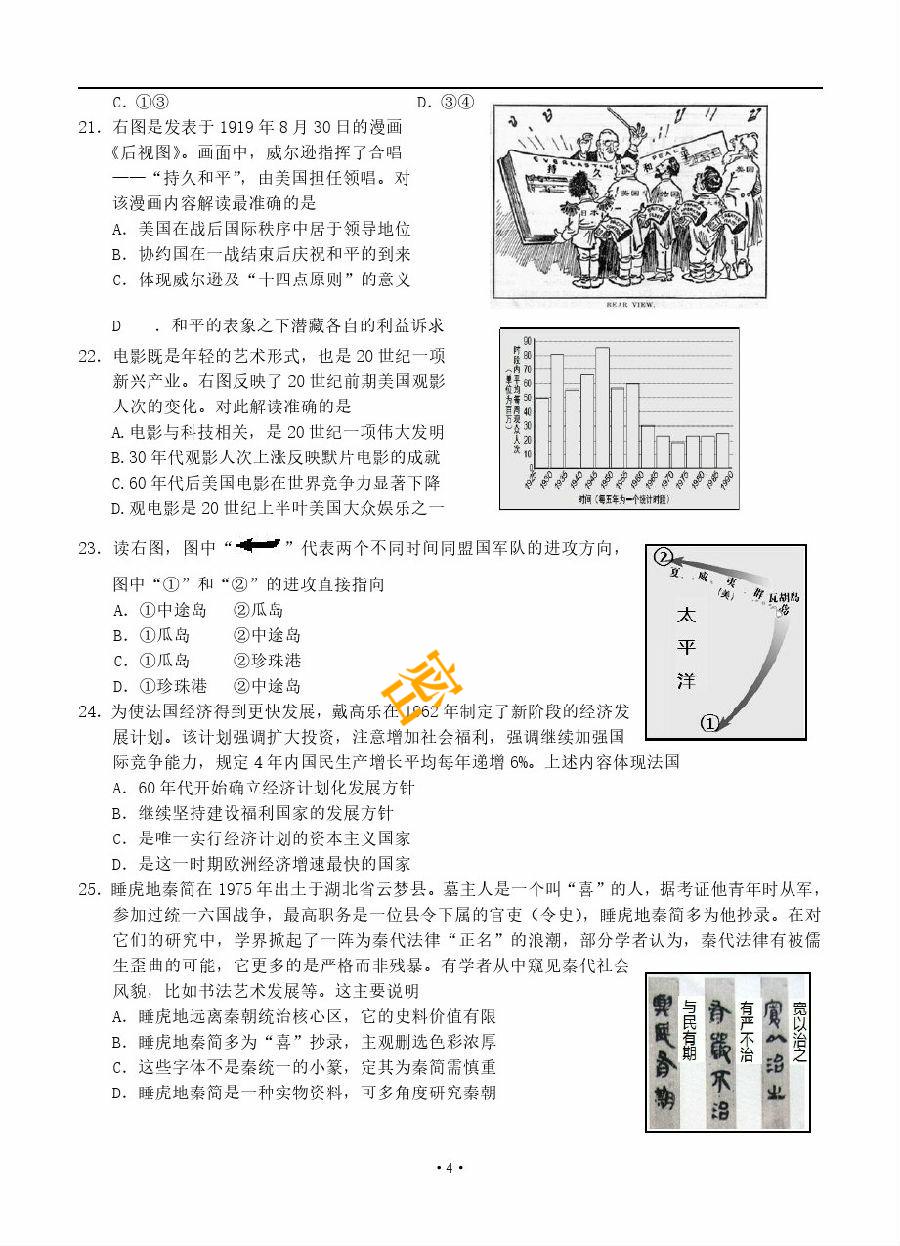 C．①③ D．③④
21．右图是发表于 1919 年 8 月 30 日的漫画
《后视图》。画面中，威尔逊指挥了合唱
——“持久和平”，由美国担任领唱。对
该漫画内容解读最准确的是
A．美国在战后国际秩序中居于领导地位
B．协约国在一战结束后庆祝和平的到来
C．体现威尔逊及“十四点原则”的意义
D ．和平的表象之下潜藏各自的利益诉求
EVERLASTING PEACE
持 久 和 平
日本 英国 法国 意大利 美国
REAR VIEW.
22．电影既是年轻的艺术形式，也是 20 世纪一项
新兴产业。右图反映了 20 世纪前期美国观影
人次的变化。对此解读准确的是
A. 电影与科技相关，是 20 世纪一项伟大发明
B. 30 年代观影人次上涨反映默片电影的成就
C. 60 年代后美国电影在世界竞争力显著下降
D. 观电影是 20 世纪上半叶美国大众娱乐之一
时段内平均每周观众人次
（单位为百万）
90
80
70
60
50
40
30
20
10
0
1925 1930 1935 1940 1945 1950 1955 1960 1965 1970 1975 1980 1985 1990
时间（每五年为一个统计时段）
23．读右图，图中“ ”代表两个不同时间同盟国军队的进攻方向，
图中“①”和“②”的进攻直接指向
A．①中途岛 ②瓜岛
B．①瓜岛 ②中途岛
C．①瓜岛 ②珍珠港
D．①珍珠港 ②中途岛
②
夏 威 夷 群 岛
（美）
瓦胡岛
太
平
洋
①
24．为使法国经济得到更快发展，戴高乐在 1962 年制定了新阶段的经济发
展计划。该计划强调扩大投资，注意增加社会福利，强调继续加强国
际竞争能力，规定 4 年内国民生产增长平均每年递增 6%。上述内容体现法国
A．60 年代开始确立经济计划化发展方针
B．继续坚持建设福利国家的发展方针
C．是唯一实行经济计划的资本主义国家
D．是这一时期欧洲经济增速最快的国家
密
25．睡虎地秦简在 1975 年出土于湖北省云梦县。墓主人是一个叫“喜”的人，据考证他青年时从军，
参加过统一六国战争，最高职务是一位县令下属的官吏（令史），睡虎地秦简多为他抄录。在对
它们的研究中，学界掀起了一阵为秦代法律“正名”的浪潮，部分学者认为，秦代法律有被儒
生歪曲的可能，它更多的是严格而非残暴。有学者从中窥见秦代社会
风貌，比如书法艺术发展等。这主要说明
A．睡虎地远离秦朝统治核心区，它的史料价值有限
B．睡虎地秦简多为“喜”抄录，主观删选色彩浓厚
C．这些字体不是秦统一的小篆，定其为秦简需慎重
D．睡虎地秦简是一种实物资料，可多角度研究秦朝
宽以治之
有严不治
与民有期
·4·